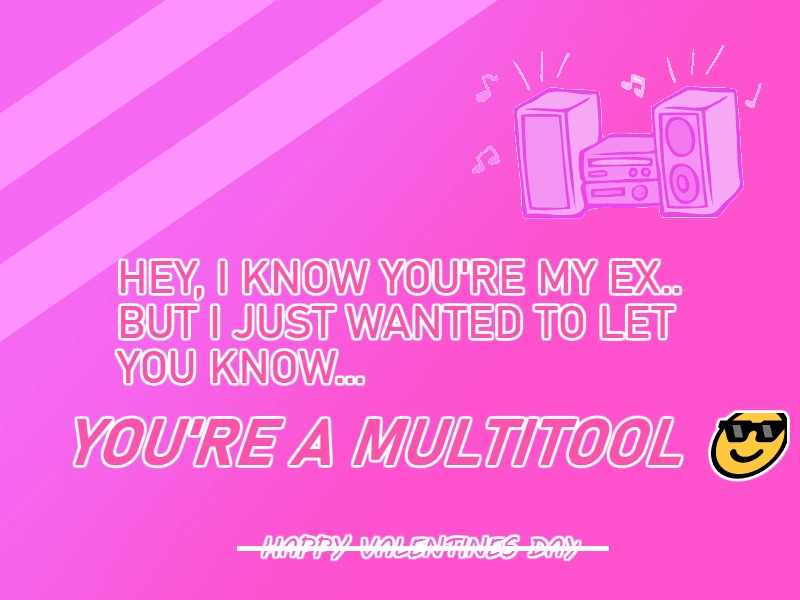 HEY, I KNOW YOU'RE MY EX..
BUT I JUST WANTED TO LET
YOU KNOW...
YOU'RE A MULTITOOL
HAPPY VALENTINES DAY